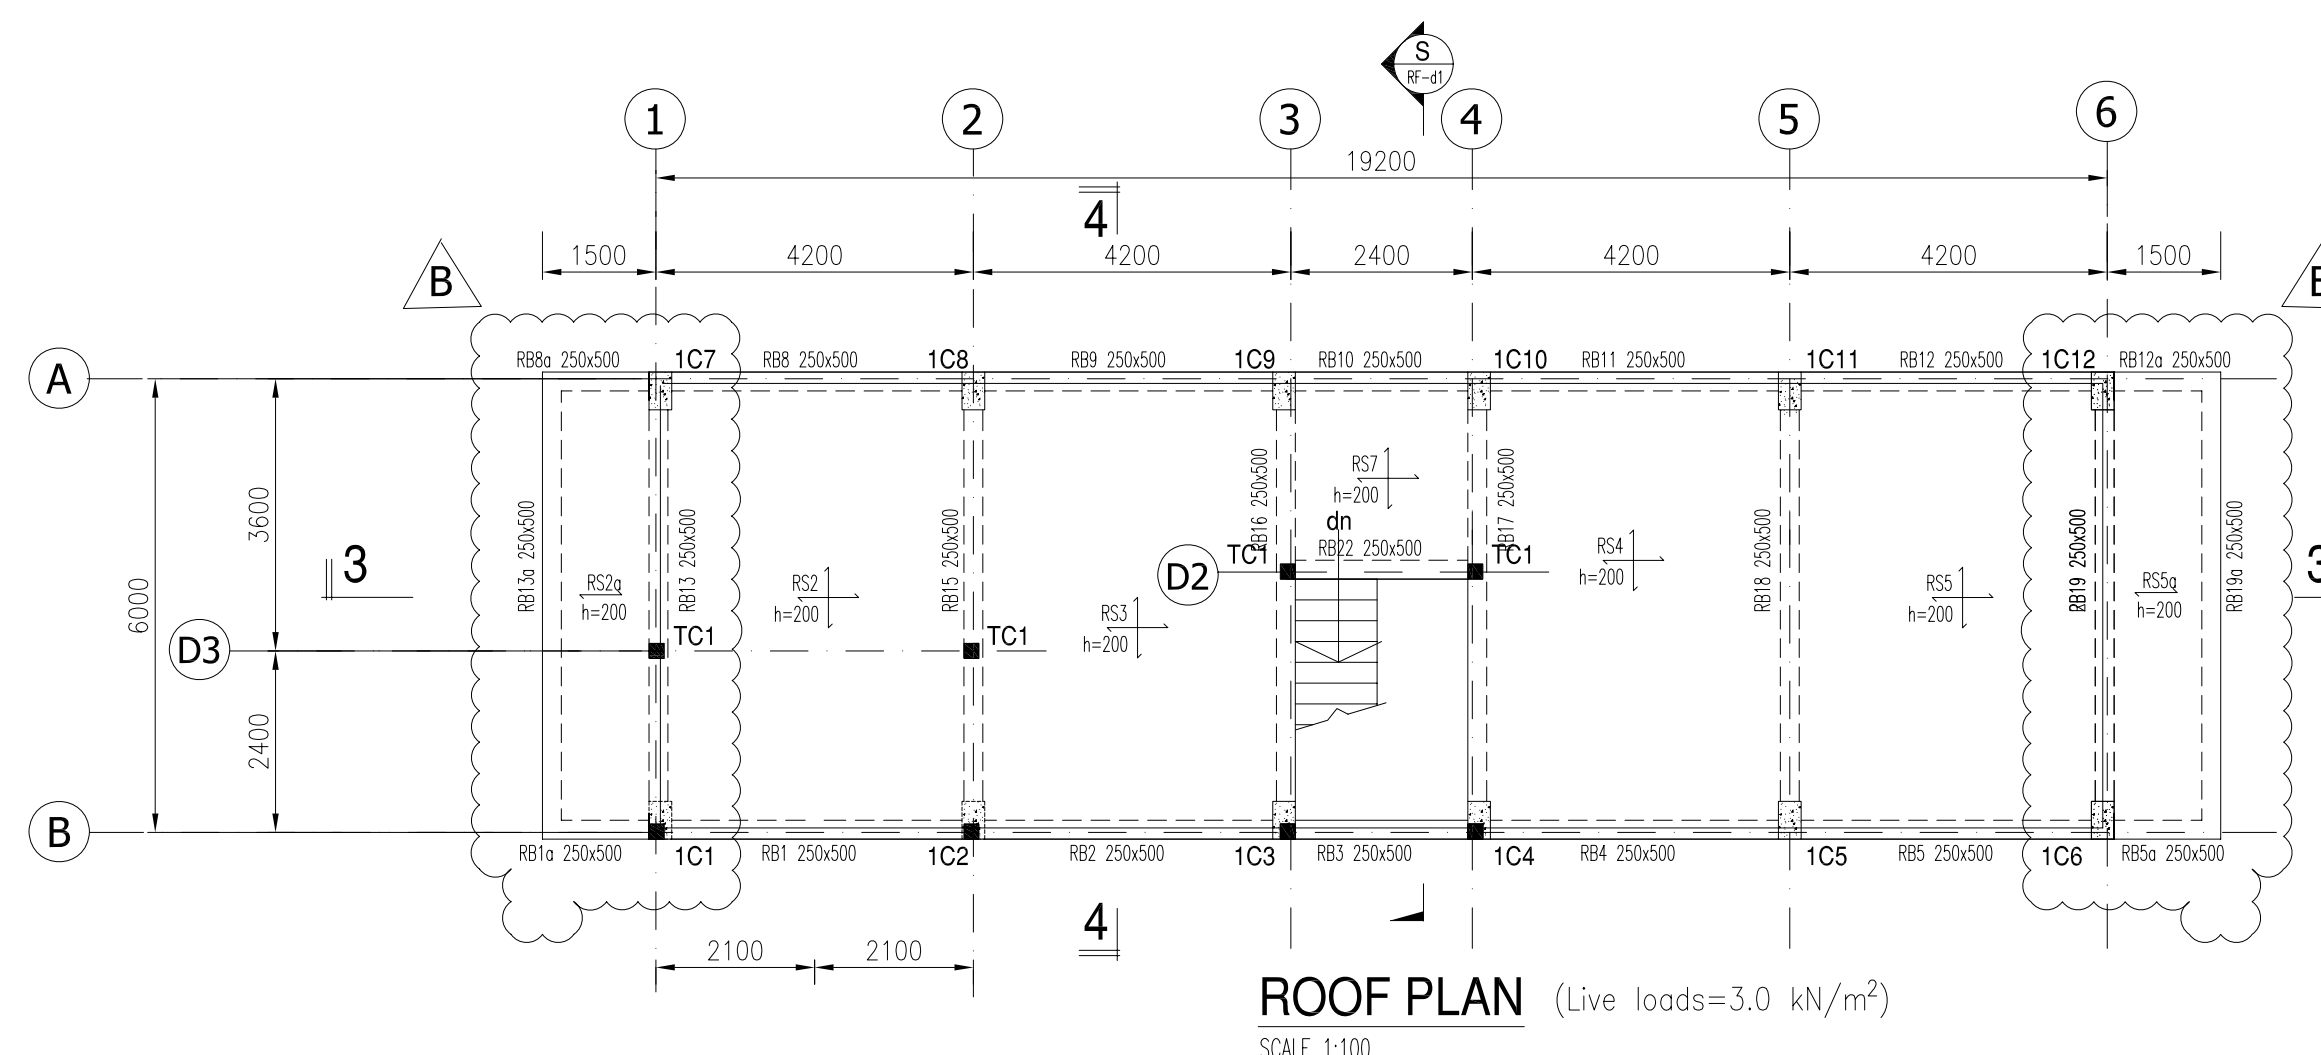 S
RF-d1
1 2 3 4 5 6
19200
4
1500 4200 4200 2400 4200 4200 1500
B
A
RB8a 250x500 1C7 RB8 250x500 1C8 RB9 250x500 1C9 RB10 250x500 1C10 RB11 250x500 1C11 RB12 250x500 1C12 RB12a 250x500
RS7
h=200
dn
RB16 250x500
RB17 250x500
3600
6000
2400
3
RB13a 250x500
RS2a
h=200
RB13 250x500
RS2
h=200
RB15 250x500
RS3
h=200
D2
TC1 RB22 250x500 TC1
RS4
h=200
RB18 250x500
RS5
h=200
RB19 250x500
RS5a
h=200
RB19a 250x500
3
D3
TC1 TC1
B
RB1a 250x500 1C1 RB1 250x500 1C2 RB2 250x500 1C3 RB3 250x500 1C4 RB4 250x500 1C5 RB5 250x500 1C6 RB5a 250x500
4
2100 2100
ROOF PLAN (Live loads=3.0 kN/m²)
SCALE 1:100